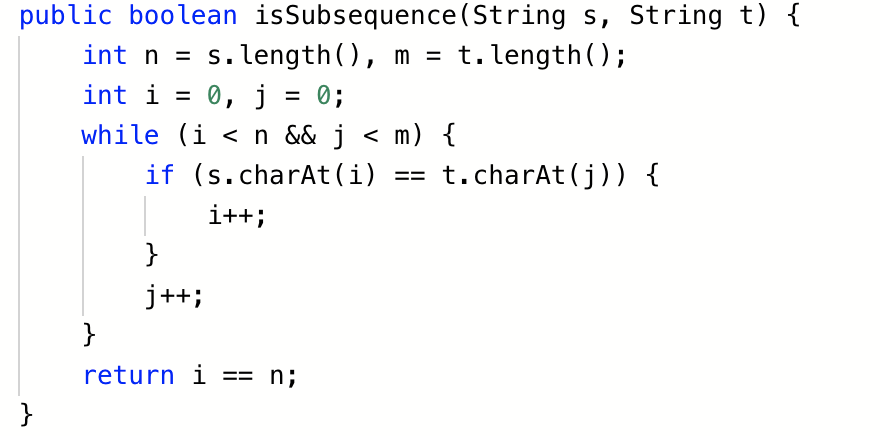 public boolean isSubsequence(String s, String t) {
    int n = s.length(), m = t.length();
    int i = 0, j = 0;
    while (i < n && j < m) {
        if (s.charAt(i) == t.charAt(j)) {
            i++;
        }
        j++;
    }
    return i == n;
}